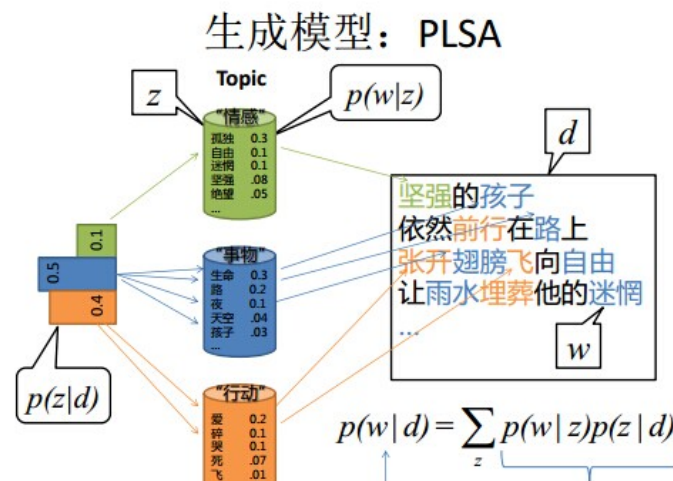 生成模型：PLSA
Topic
z
p(w|z)
"情感"
孤独 0.3
自由 0.1
迷惘 0.1
坚强 .08
绝望 .05
...
d
坚强的孩子
依然前行在路上
张开翅膀飞向自由
让雨水埋葬他的迷惘
...
w
0.1
0.5
0.4
p(z|d)
"事物"
生命 0.3
路 0.2
夜 0.1
天空 .04
孩子 .03
...
"行动"
爱 0.2
碎 0.1
哭 0.1
死 .07
飞 .01
p(w|d) = ∑ p(w|z)p(z|d)
z